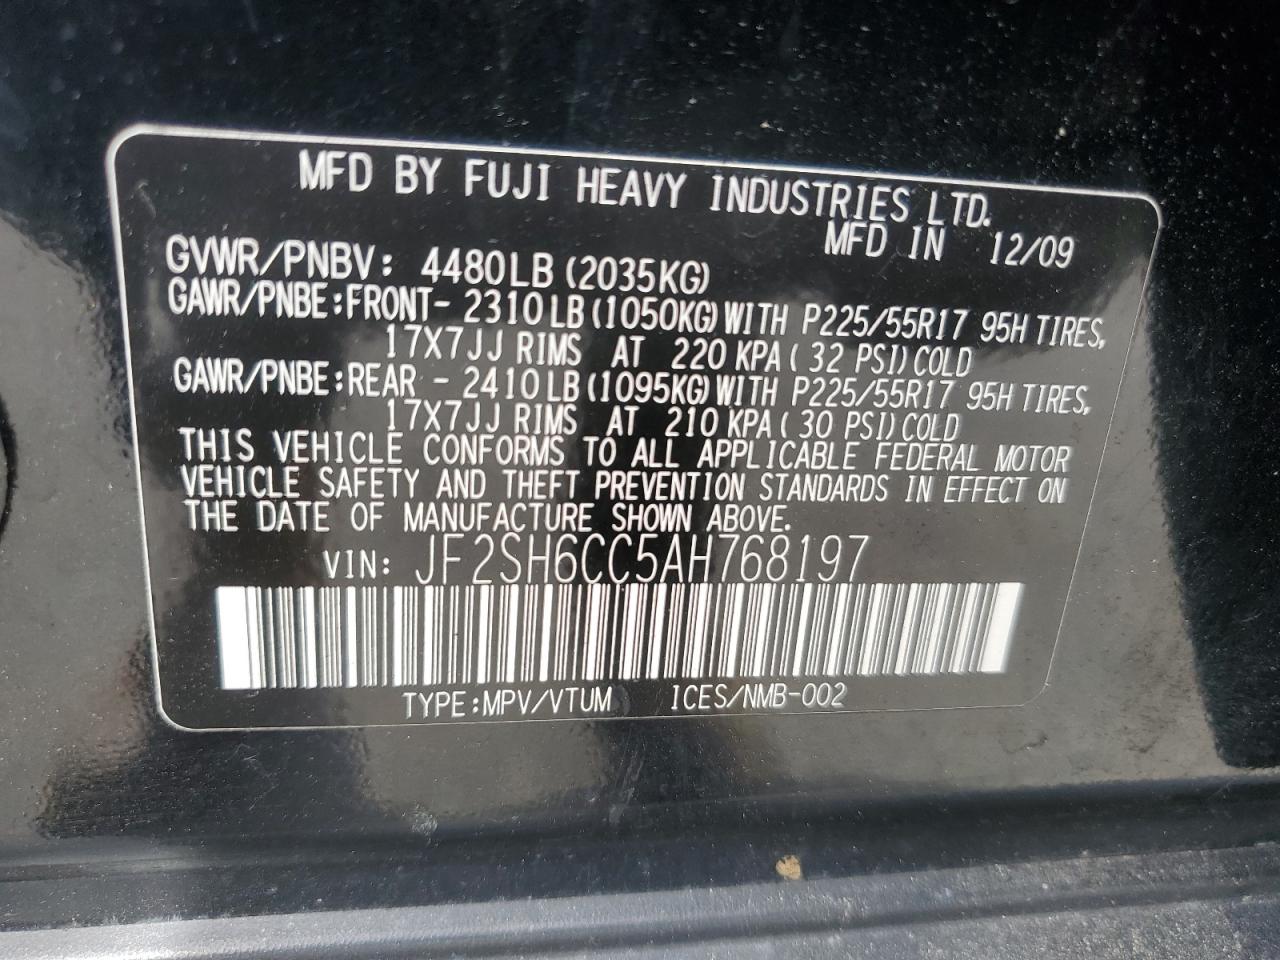 MFD BY FUJI HEAVY INDUSTRIES LTD.
MFD IN 12/09
GVWR/PNBV: 4480LB (2035KG)
GAWR/PNBE:FRONT- 2310LB(1050KG)WITH P225/55R17 95H TIRES,
17X7JJ RIMS AT 220 KPA( 32 PSI)COLD
GAWR/PNBE:REAR - 2410LB(1095KG)WITH P225/55R17 95H TIRES,
17X7JJ RIMS AT 210 KPA( 30 PSI)COLD
THIS VEHICLE CONFORMS TO ALL APPLICABLE FEDERAL MOTOR
VEHICLE SAFETY AND THEFT PREVENTION STANDARDS IN EFFECT ON
THE DATE OF MANUFACTURE SHOWN ABOVE.
VIN: JF2SH6CC5AH768197
TYPE:MPV/VTUM ICES/NMB-002